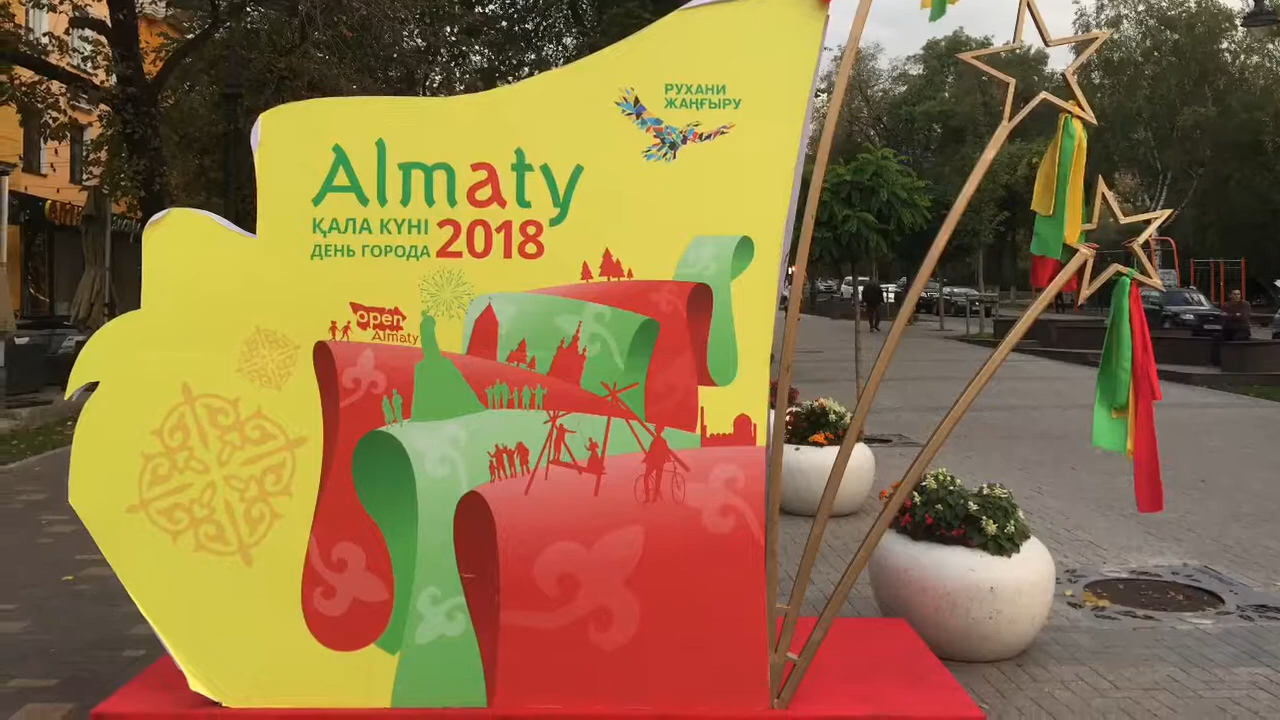 РУХАНИ
ЖАҢҒЫРУ
Almaty
ҚАЛА КҮНІ
ДЕНЬ ГОРОДА 2018
open
Almaty